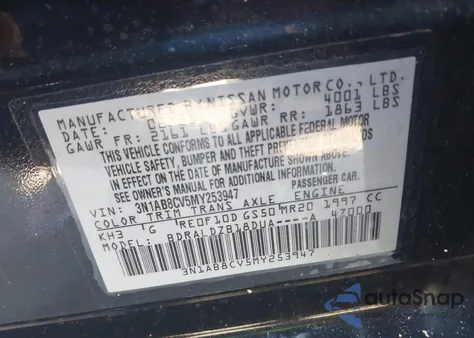 MANUFACTURED BY NISSAN MOTOR CO., LTD.
DATE: GVWR: 4001 LBS
GAWR FR: 2161 LBS GAWR RR: 1863 LBS
THIS VEHICLE CONFORMS TO ALL APPLICABLE FEDERAL MOTOR
VEHICLE SAFETY, BUMPER AND THEFT PREVENTION STANDARDS
IN EFFECT ON THE DATE OF MANUFACTURE SHOWN ABOVE.
SEE OWNER'S MANUAL FOR ADDITIONAL INFORMATION.
VIN: 3N1AB8CV5MY253947 PASSENGER CAR
COLOR TRIM TRANS AXLE ENGINE
KH3 G RE0F10D GS50 MR20 1997 CC
MODEL: BDRALDZB18DUA----A 47000
3N1AB8CV5MY253947
autoSnap